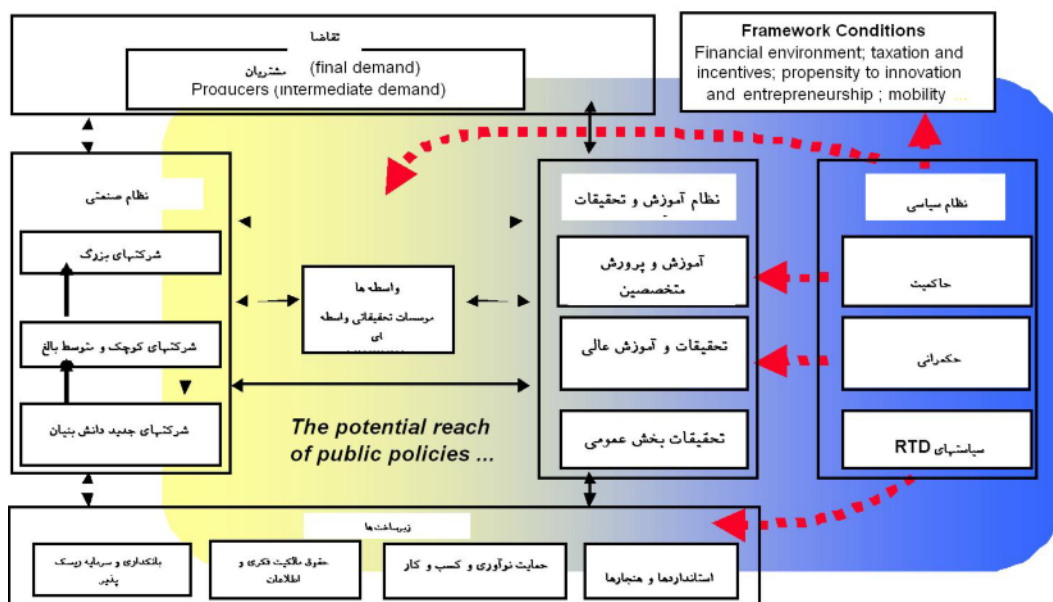 تقاضا
مشتریان (final demand)
Producers (intermediate demand)
Framework Conditions
Financial environment; taxation and
incentives; propensity to innovation
and entrepreneurship ; mobility ...
نظام صنعتی
شرکتهای بزرگ
شرکتهای کوچک و متوسط بالغ
شرکتهای جدید دانش بنیان
واسطه ها
موسسات تحقیقاتی واسطه
ای
The potential reach
of public policies ...
نظام آموزش و تحقیقات
آموزش و پرورش
متخصصین
تحقیقات و آموزش عالی
تحقیقات بخش عمومی
نظام سیاسی
حاکمیت
حکمرانی
سیاستهای RTD
زیرساخت‌ها
بانکداری و سرمایه ریسک
پذیر
حقوق مالکیت فکری و
اطلاعات
حمایت نوآوری و کسب و کار
استانداردها و هنجارها